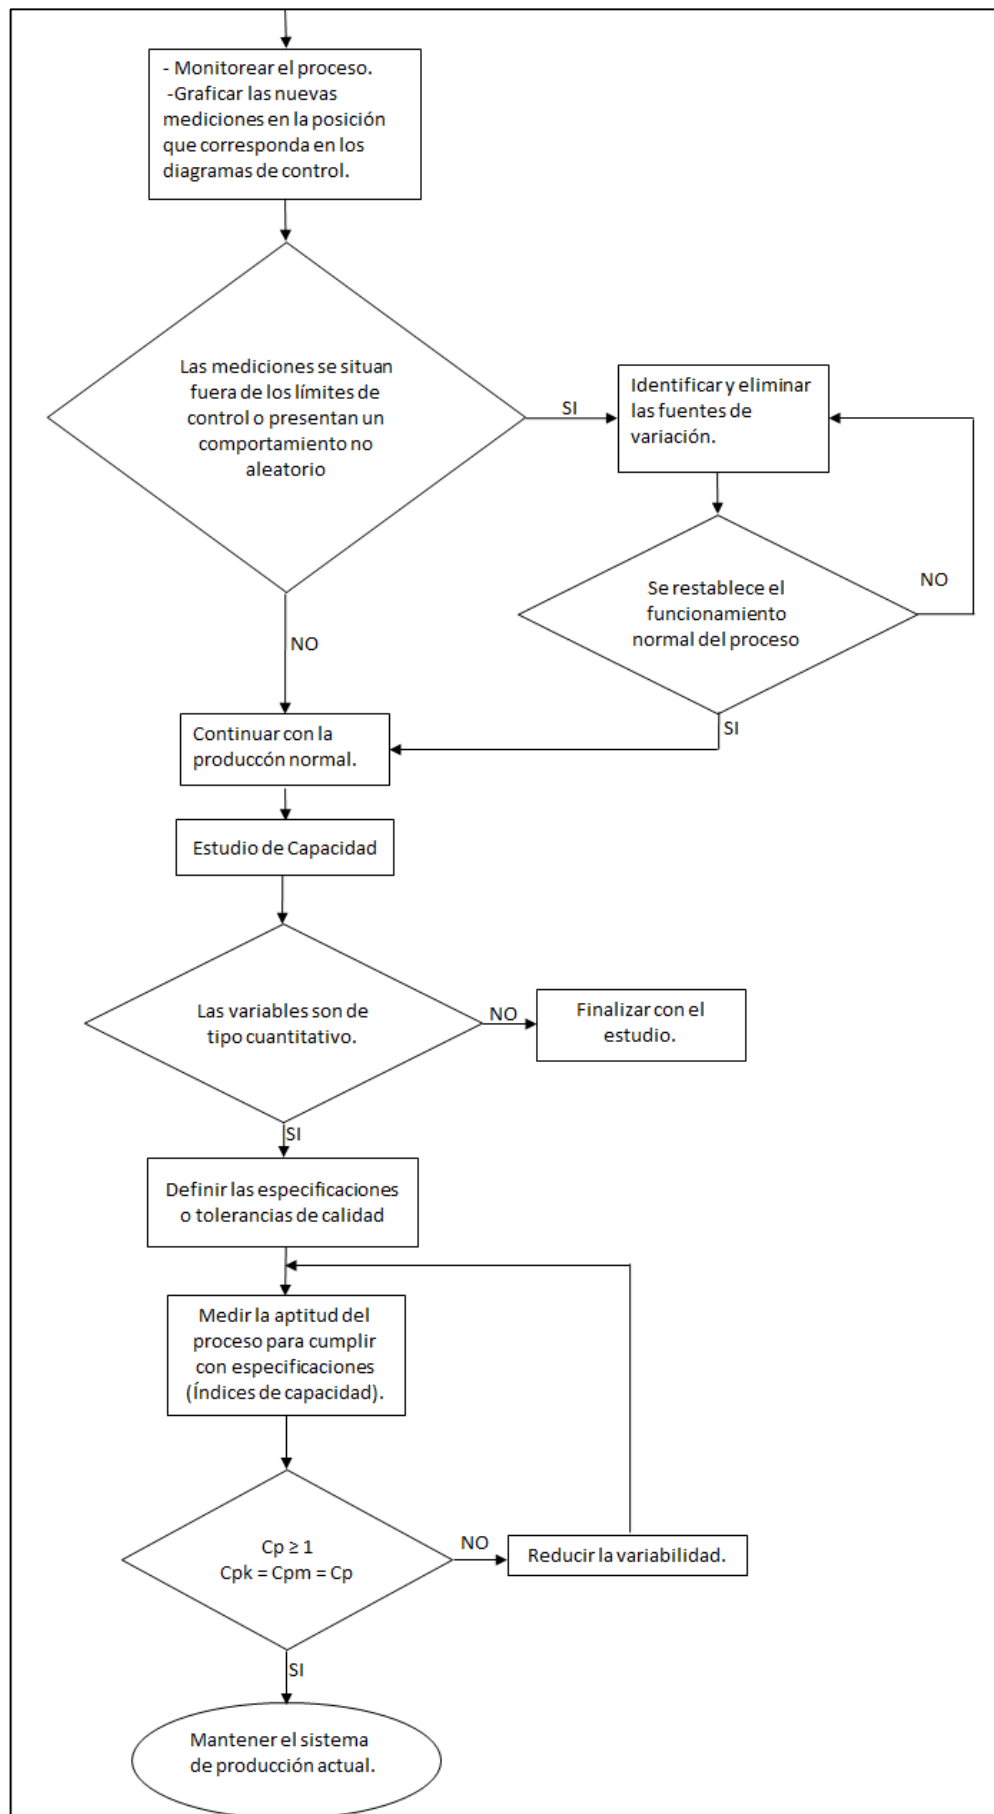 - Monitorear el proceso.
-Graficar las nuevas
mediciones en la posición
que corresponda en los
diagramas de control.
Las mediciones se situan
fuera de los límites de
control o presentan un
comportamiento no
aleatorio
SI
Identificar y eliminar
las fuentes de
variación.
NO
Se restablece el
funcionamiento
normal del proceso
NO
SI
Continuar con la
produccón normal.
Estudio de Capacidad
Las variables son de
tipo cuantitativo.
NO
Finalizar con el
estudio.
SI
Definir las especificaciones
o tolerancias de calidad
Medir la aptitud del
proceso para cumplir
con especificaciones
(Índices de capacidad).
Cp ≥ 1
Cpk = Cpm = Cp
NO
Reducir la variabilidad.
SI
Mantener el sistema
de producción actual.